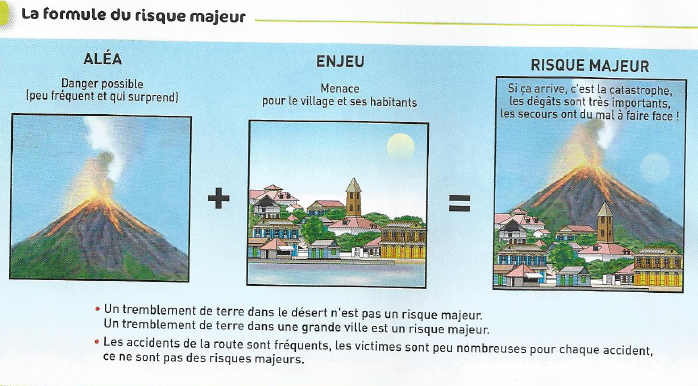 La formule du risque majeur
ALÉA
Danger possible
(peu fréquent et qui surprend)
ENJEU
Menace
pour le village et ses habitants
RISQUE MAJEUR
Si ça arrive, c'est la catastrophe,
les dégâts sont très importants,
les secours ont du mal à faire face !
+
=
• Un tremblement de terre dans le désert n'est pas un risque majeur.
Un tremblement de terre dans une grande ville est un risque majeur.
• Les accidents de la route sont fréquents, les victimes sont peu nombreuses pour chaque accident,
ce ne sont pas des risques majeurs.